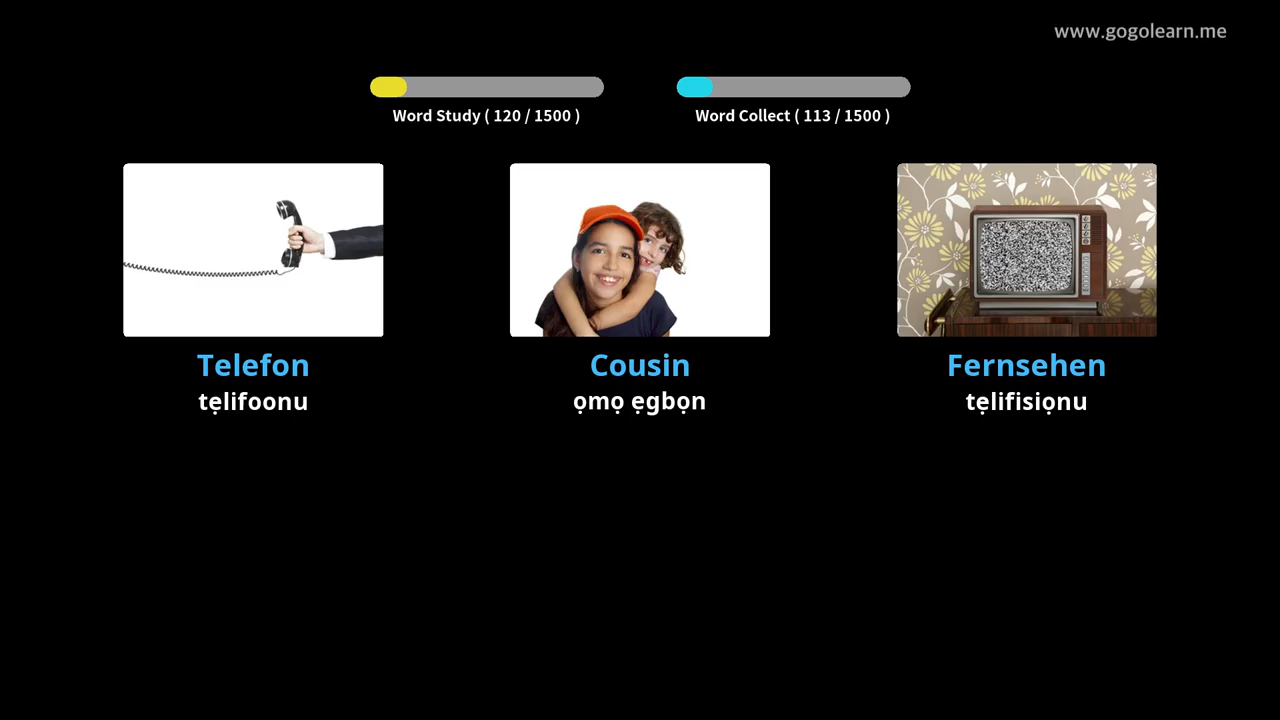 www.gogolearn.me
Word Study ( 120 / 1500 )
Word Collect ( 113 / 1500 )
Telefon
tẹlifoonu
Cousin
ọmọ ẹgbọn
Fernsehen
tẹlifisiọnu